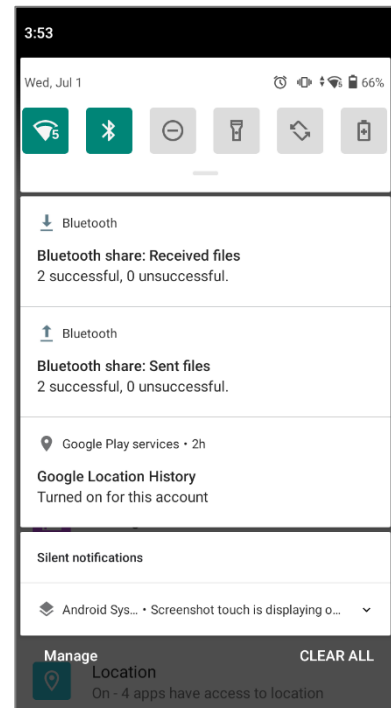 3:53
Wed, Jul 1
66%
5
Bluetooth
Bluetooth share: Received files
2 successful, 0 unsuccessful.
Bluetooth
Bluetooth share: Sent files
2 successful, 0 unsuccessful.
Google Play services • 2h
Google Location History
Turned on for this account
Silent notifications
Android Sys... • Screenshot touch is displaying o...
Manage
CLEAR ALL
Location
On - 4 apps have access to location